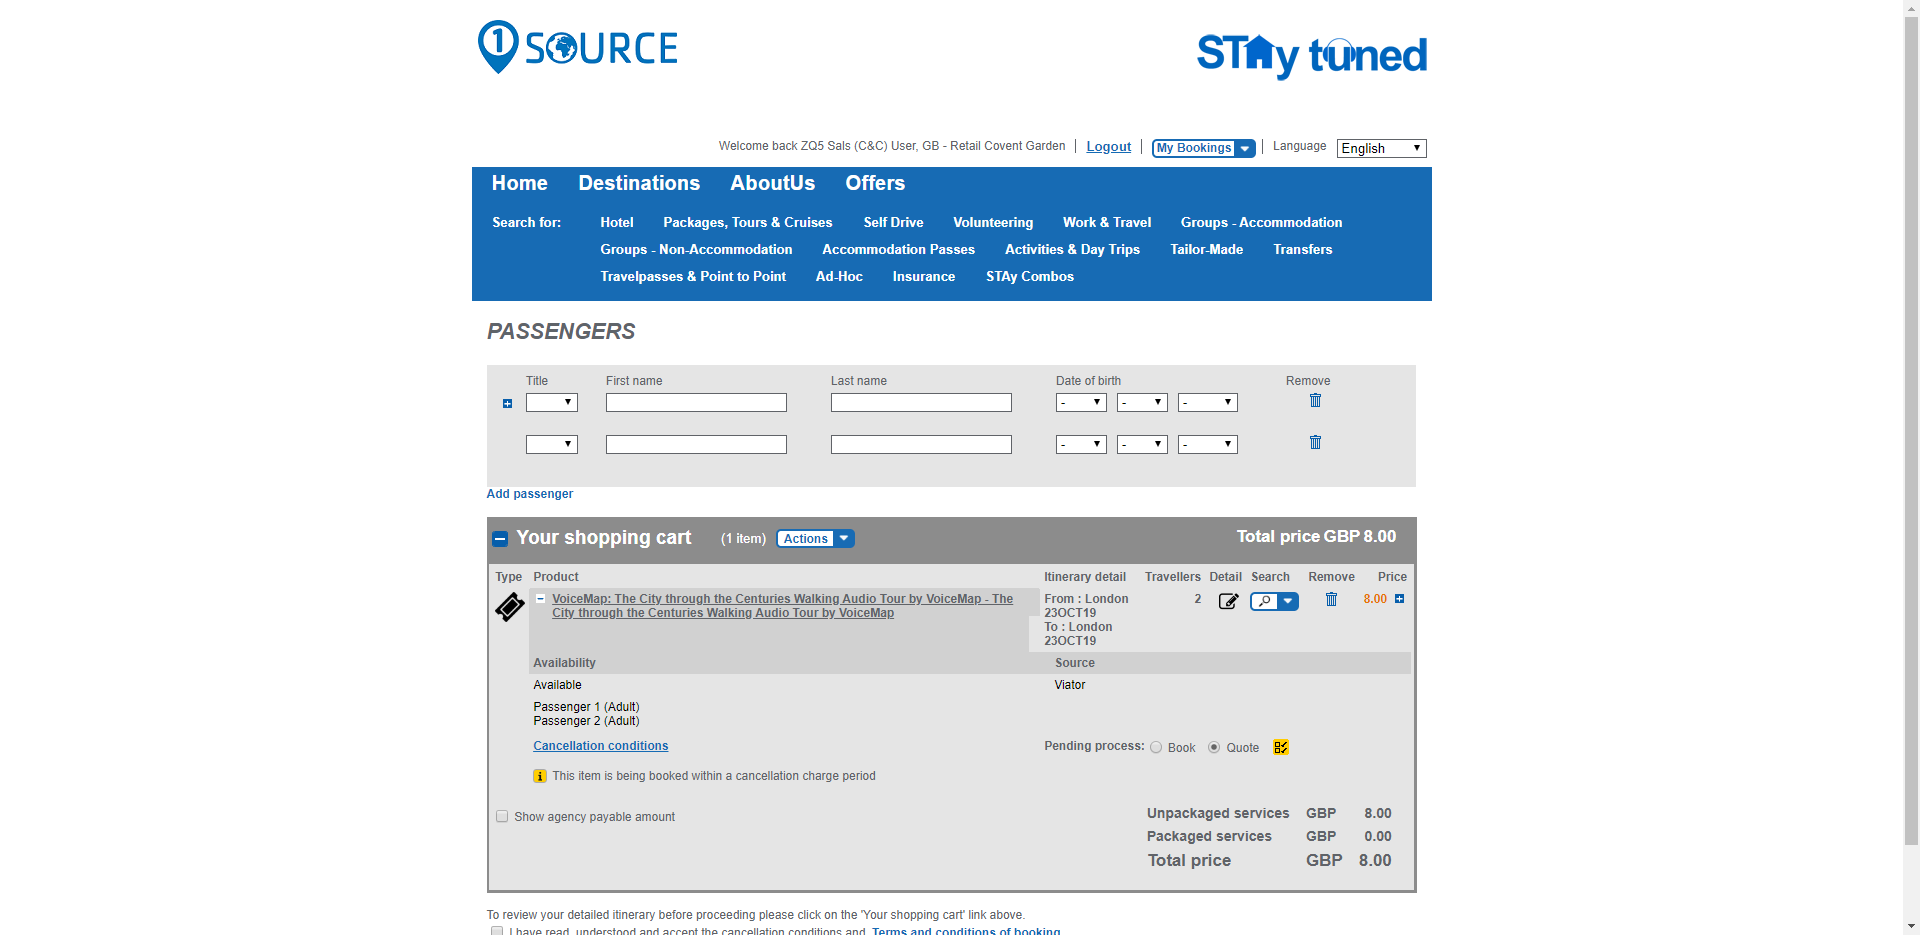 1 SOURCE
STAy tuned
Welcome back ZQ5 Sals (C&C) User, GB - Retail Covent Garden
Logout
My Bookings
Language
English
Home Destinations AboutUs Offers
Search for: Hotel Packages, Tours & Cruises Self Drive Volunteering Work & Travel Groups - Accommodation
Groups - Non-Accommodation Accommodation Passes Activities & Day Trips Tailor-Made Transfers
Travelpasses & Point to Point Ad-Hoc Insurance STAy Combos
PASSENGERS
Title First name Last name Date of birth Remove
- - -
- - -
Add passenger
Your shopping cart (1 item) Actions Total price GBP 8.00
Type Product Itinerary detail Travellers Detail Search Remove Price
VoiceMap: The City through the Centuries Walking Audio Tour by VoiceMap - The
City through the Centuries Walking Audio Tour by VoiceMap
From : London
23OCT19
To : London
23OCT19
2
8.00
Availability Source
Available Viator
Passenger 1 (Adult)
Passenger 2 (Adult)
Cancellation conditions Pending process: Book Quote
i This item is being booked within a cancellation charge period
Show agency payable amount
Unpackaged services GBP 8.00
Packaged services GBP 0.00
Total price GBP 8.00
To review your detailed itinerary before proceeding please click on the 'Your shopping cart' link above.
I have read, understood and accept the cancellation conditions and Terms and conditions of booking